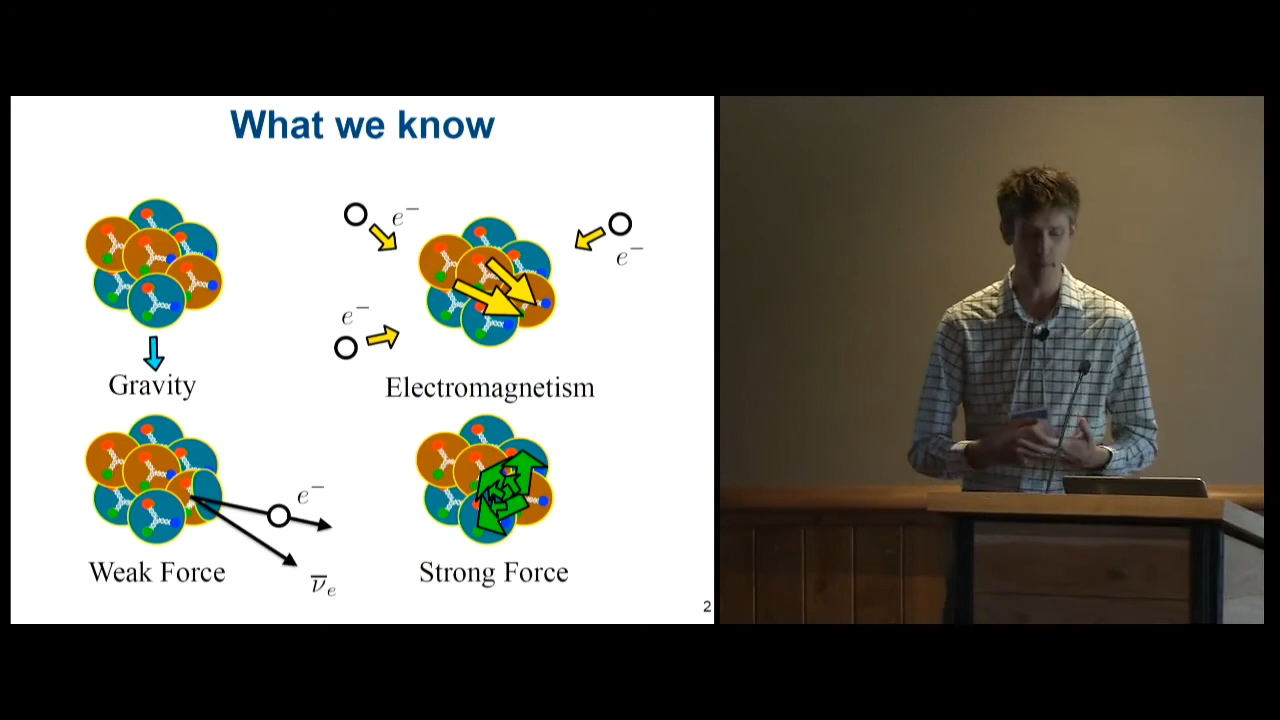 What we know
e⁻
e⁻
e⁻
Gravity
Electromagnetism
e⁻
ν̅ₑ
Weak Force
Strong Force
2